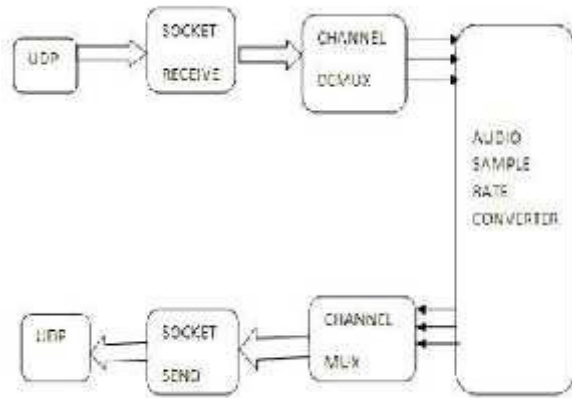 UDP
SOCKET
RECEIVE
CHANNEL
DEMUX
AUDIO
SAMPLE
RATE
CONVERTER
UDP
SOCKET
SEND
CHANNEL
MUX